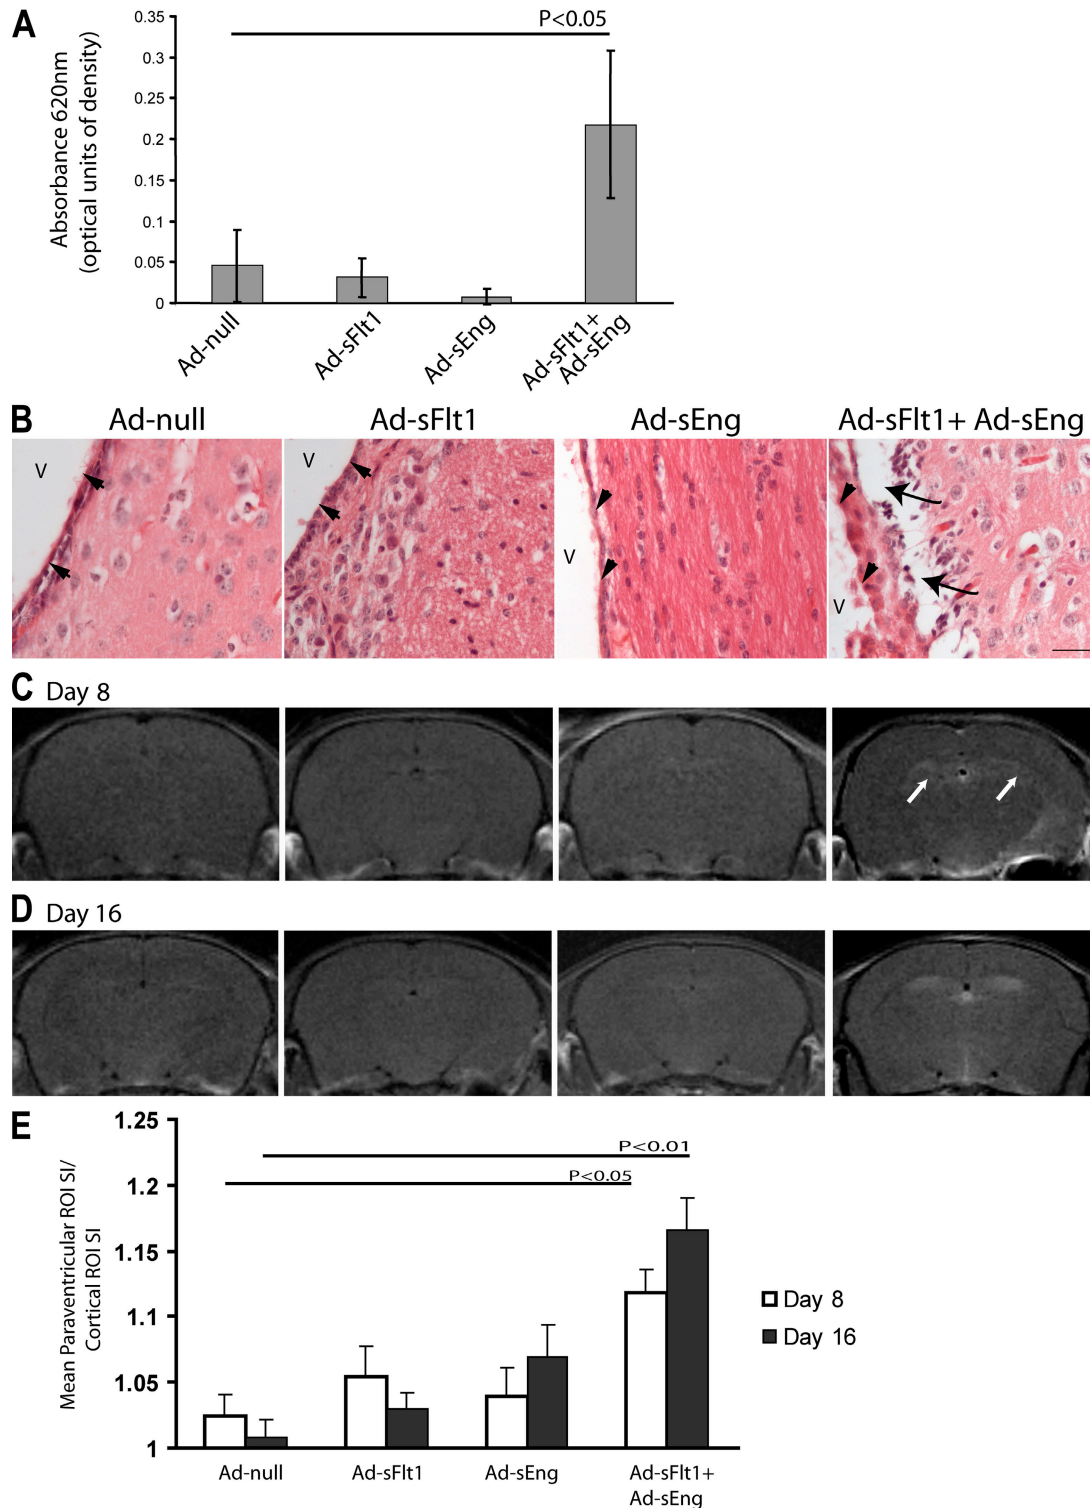 A
P<0.05
Absorbance 620nm
(optical units of density)
0.35
0.3
0.25
0.2
0.15
0.1
0.05
0
Ad-null
Ad-sFlt1
Ad-sEng
Ad-sFlt1+
Ad-sEng
B
Ad-null
Ad-sFlt1
Ad-sEng
Ad-sFlt1+ Ad-sEng
V
V
V
V
C Day 8
D Day 16
E
Mean Paraventricular ROI SI/
Cortical ROI SI
1.25
1.2
1.15
1.1
1.05
1
P<0.01
P<0.05
Day 8
Day 16
Ad-null
Ad-sFlt1
Ad-sEng
Ad-sFlt1+
Ad-sEng